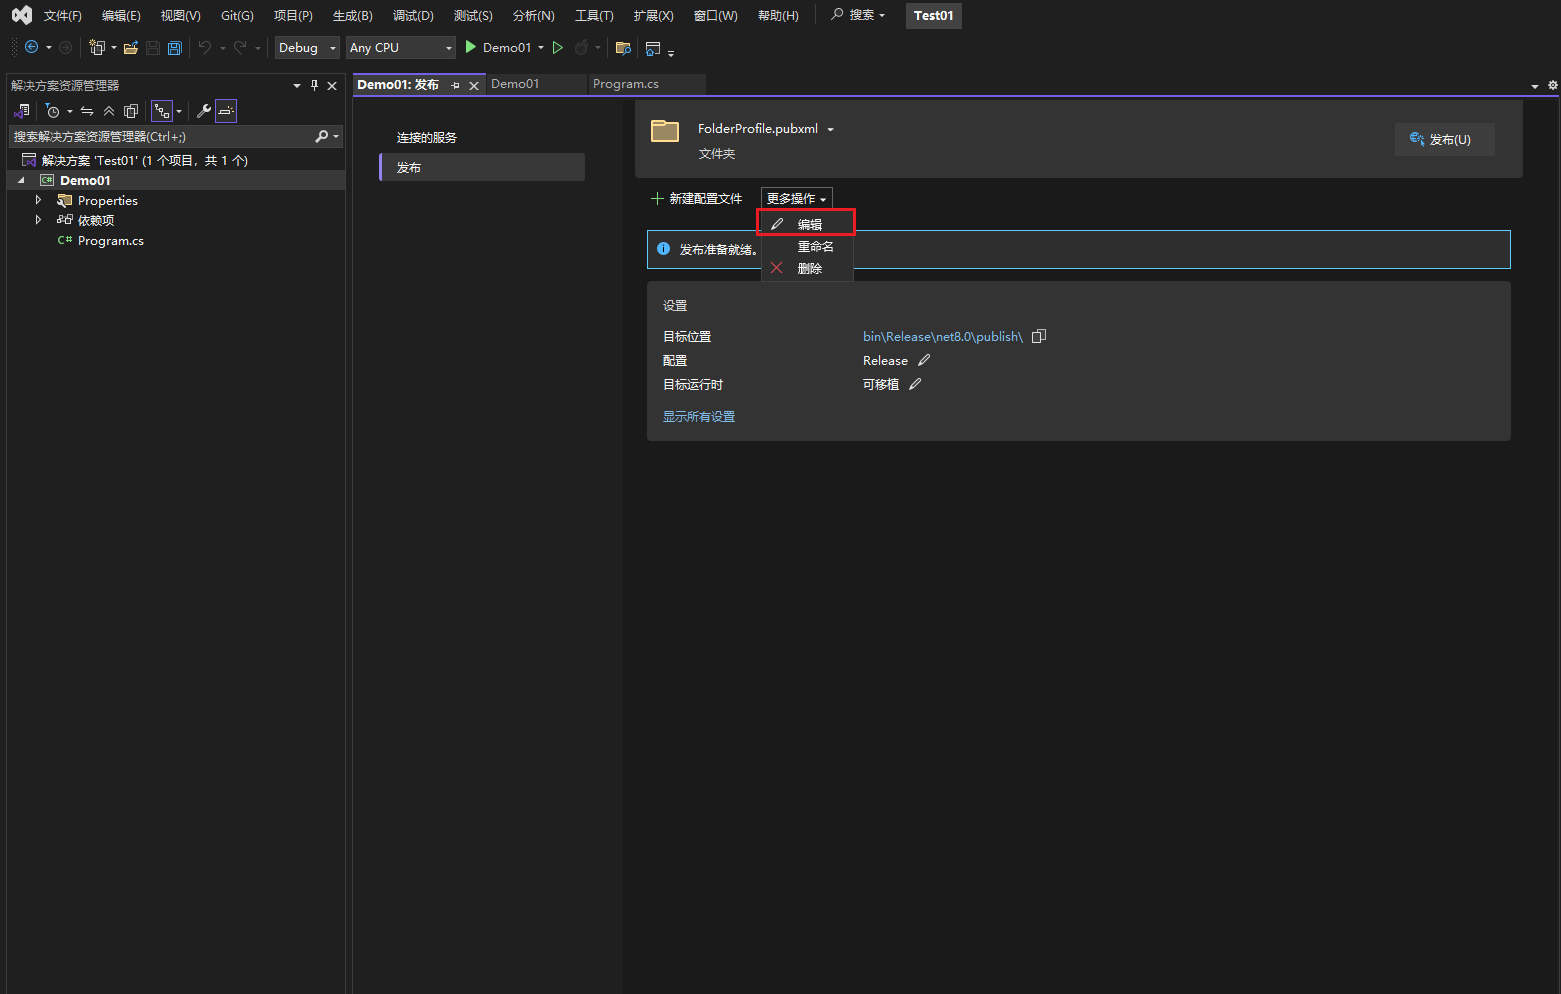 文件(F) 编辑(E) 视图(V) Git(G) 项目(P) 生成(B) 调试(D) 测试(S) 分析(N) 工具(T) 扩展(X) 窗口(W) 帮助(H) 搜索 Test01
Debug Any CPU Demo01
解决方案资源管理器
搜索解决方案资源管理器(Ctrl+;)
解决方案 'Test01' (1 个项目，共 1 个)
C# Demo01
Properties
依赖项
C# Program.cs
Demo01: 发布 Demo01 Program.cs
连接的服务
发布
FolderProfile.pubxml
文件夹
发布(U)
新建配置文件 更多操作
编辑
重命名
删除
发布准备就绪。
设置
目标位置 bin\Release\net8.0\publish\
配置 Release
目标运行时 可移植
显示所有设置